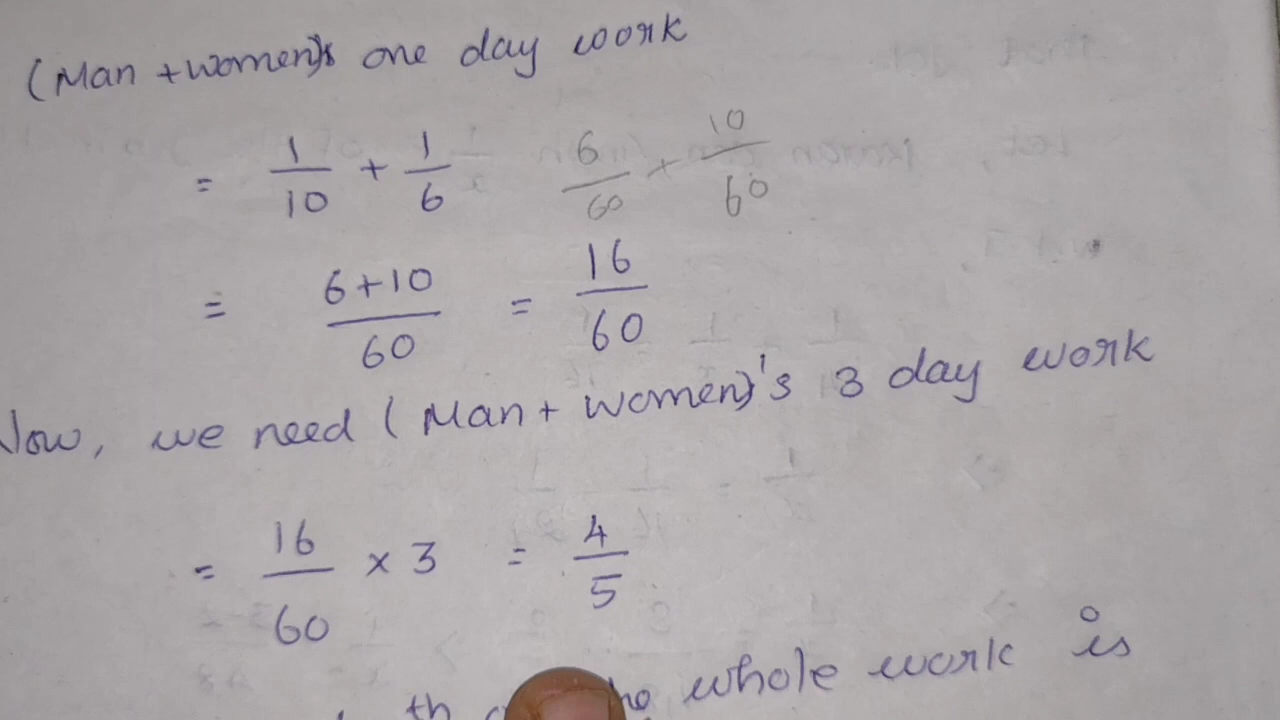 (Man + women)'s one day work
= 1/10 + 1/6 6/60 + 10/60
= 6+10/60 = 16/60
Now, we need (Man + women)'s 3 day work
= 16/60 × 3 = 4/5
th whole work is